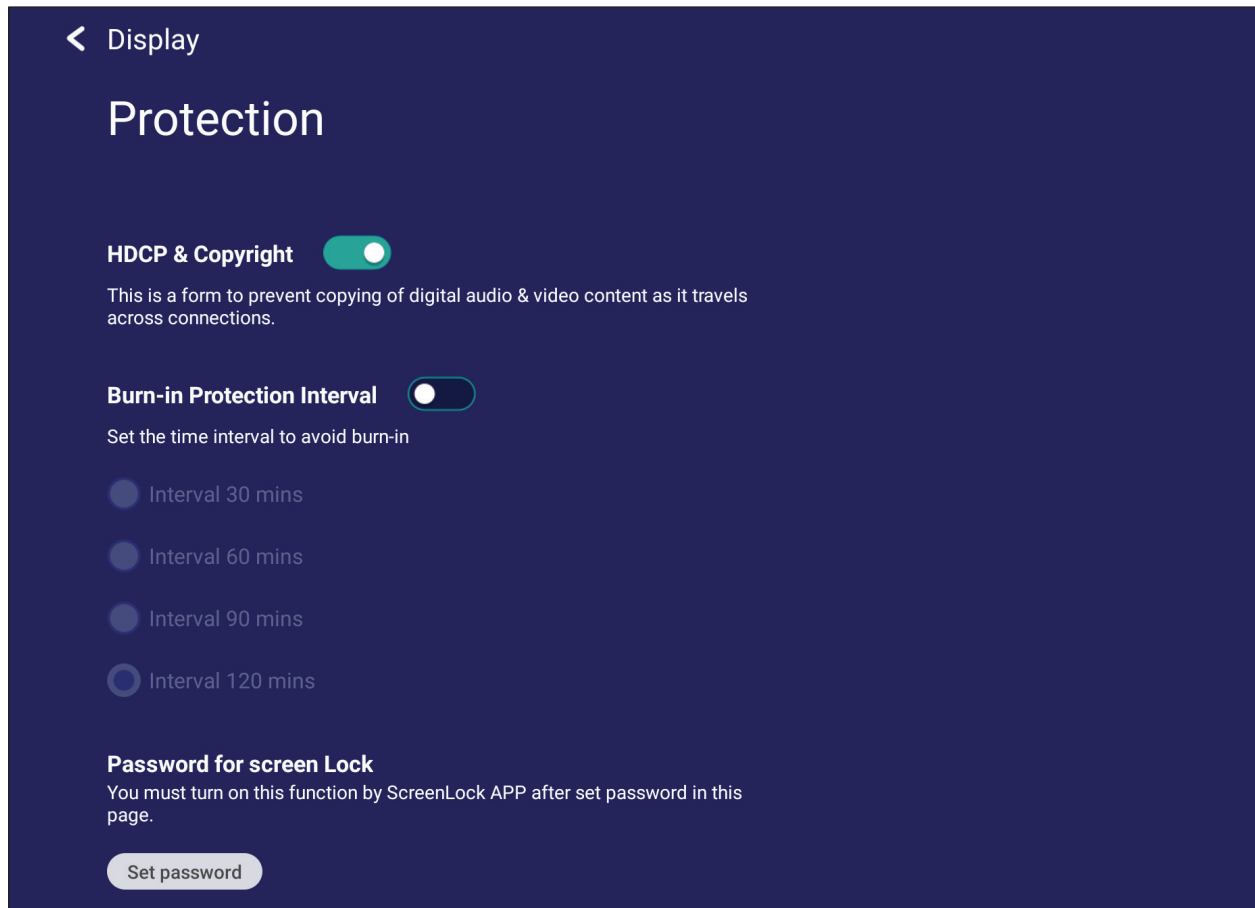 Display
Protection
HDCP & Copyright
This is a form to prevent copying of digital audio & video content as it travels
across connections.
Burn-in Protection Interval
Set the time interval to avoid burn-in
Interval 30 mins
Interval 60 mins
Interval 90 mins
Interval 120 mins
Password for screen Lock
You must turn on this function by ScreenLock APP after set password in this
page.
Set password